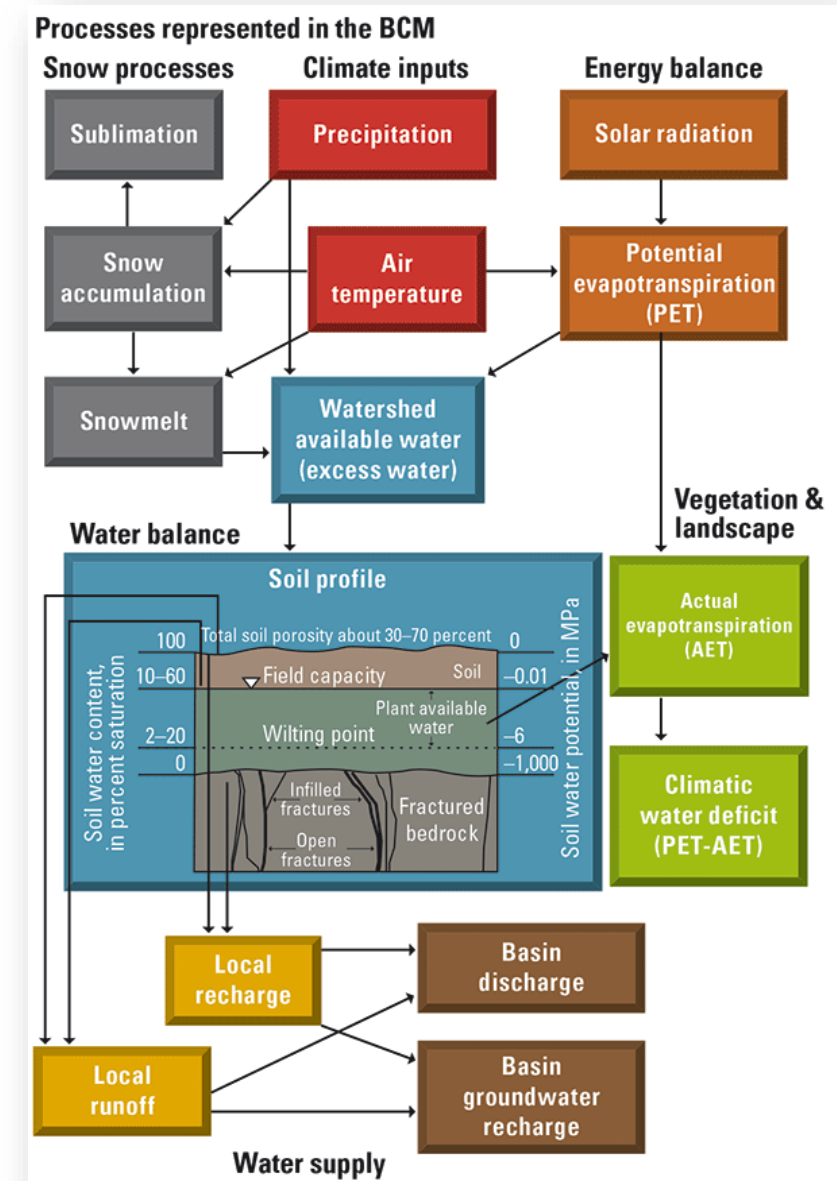 Processes represented in the BCM
Snow processes
Climate inputs
Energy balance
Sublimation
Precipitation
Solar radiation
Snow
accumulation
Air
temperature
Potential
evapotranspiration
(PET)
Snowmelt
Watershed
available water
(excess water)
Vegetation &
landscape
Water balance
Soil profile
Soil water content,
in percent saturation
100
10–60
2–20
0
Total soil porosity about 30–70 percent
Field capacity
Soil
Plant available
water
Wilting point
Infilled
fractures
Open
fractures
Fractured
bedrock
0
–0.01
–6
–1,000
Soil water potential, in MPa
Actual
evapotranspiration
(AET)
Climatic
water deficit
(PET-AET)
Local
recharge
Basin
discharge
Local
runoff
Basin
groundwater
recharge
Water supply